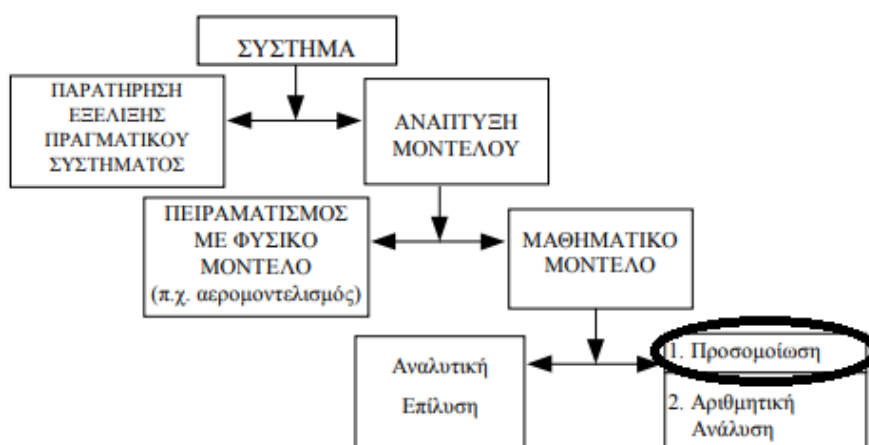 ΣΥΣΤΗΜΑ
ΠΑΡΑΤΗΡΗΣΗ
ΕΞΕΛΙΞΗΣ
ΠΡΑΓΜΑΤΙΚΟΥ
ΣΥΣΤΗΜΑΤΟΣ
ΑΝΑΠΤΥΞΗ
ΜΟΝΤΕΛΟΥ
ΠΕΙΡΑΜΑΤΙΣΜΟΣ
ΜΕ ΦΥΣΙΚΟ
ΜΟΝΤΕΛΟ
(π.χ. αερομοντελισμός)
ΜΑΘΗΜΑΤΙΚΟ
ΜΟΝΤΕΛΟ
Αναλυτική
Επίλυση
1. Προσομοίωση
2. Αριθμητική
Ανάλυση